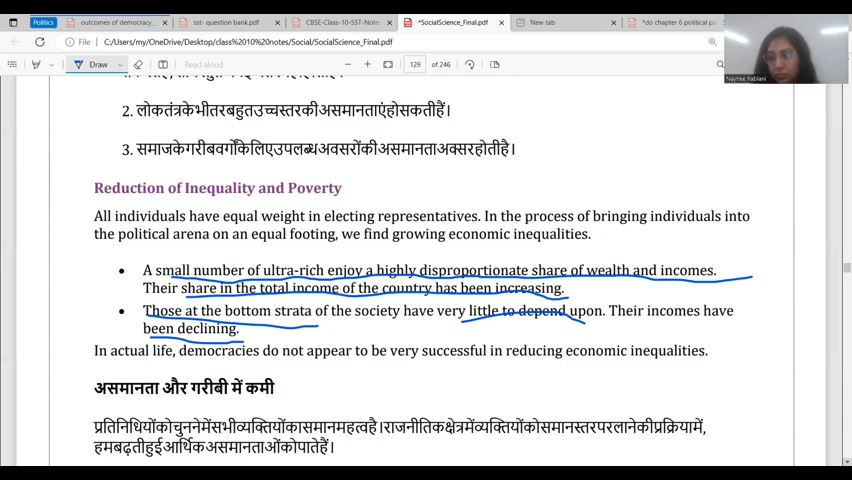 Politics
outcomes of democracy
sst- question bank.pdf
CBSE-Class-10-SST-Notes
*SocialScience_Final.pdf
New tab
*do chapter 6 political pa
File
C:/Users/my/OneDrive/Desktop/class%2010%20notes/Social/SocialScience_Final.pdf
Draw
Read aloud
129 of 246
Naynee hablani
2. लोकतंत्रकेभीतरबहुतउच्चस्तरकीअसमानताएंहोसकतीहैं।
3. समाजकेगरीबवर्गोंकेलिएउपलब्धअवसरोंकीअसमानताअक्सरहोतीहै।
Reduction of Inequality and Poverty
All individuals have equal weight in electing representatives. In the process of bringing individuals into
the political arena on an equal footing, we find growing economic inequalities.
• A small number of ultra-rich enjoy a highly disproportionate share of wealth and incomes.
Their share in the total income of the country has been increasing.
• Those at the bottom strata of the society have very little to depend upon. Their incomes have
been declining.
In actual life, democracies do not appear to be very successful in reducing economic inequalities.
असमानता और गरीबी में कमी
प्रतिनिधियोंकोचुननेमेंसभीव्यक्तियोंकासमानमहत्वहै।राजनीतिकक्षेत्रमेंव्यक्तियोंकोसमानस्तरपरलानेकीप्रक्रियामें,
हमबढ़तीहुईआर्थिकअसमानताओंकोपातेहैं।